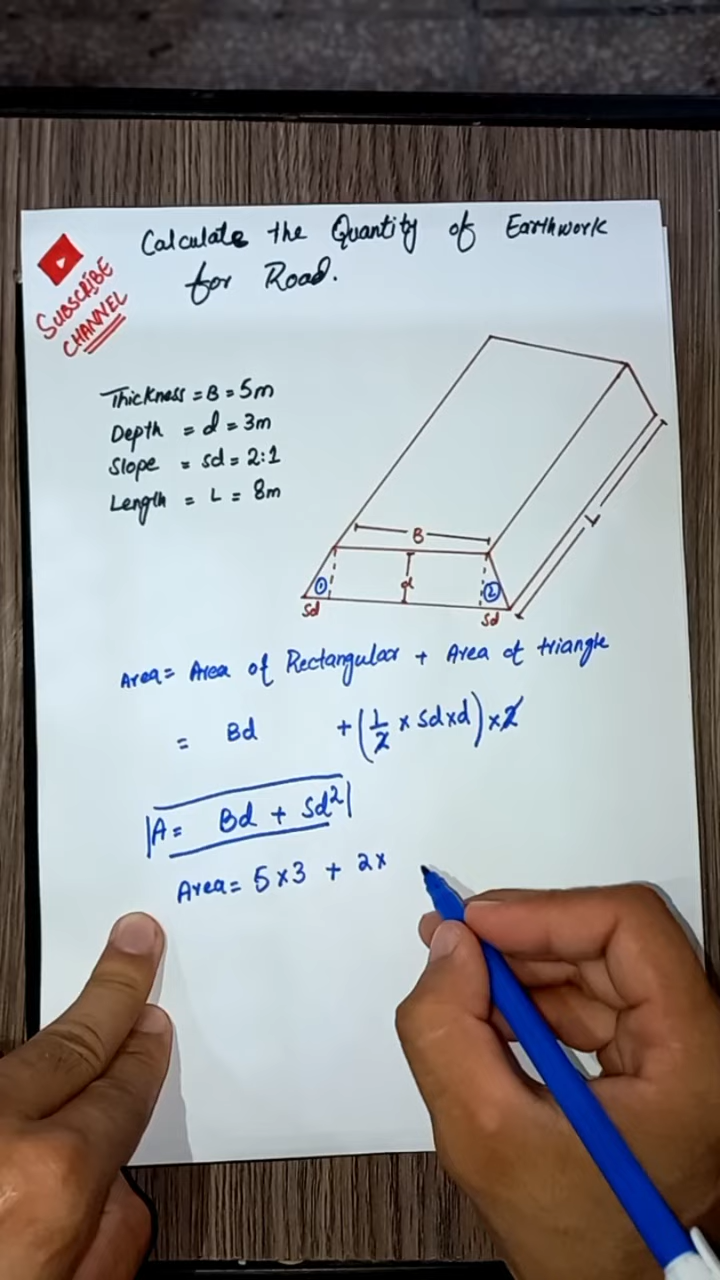 Calculate the Quantity of Earthwork
for Road.
SUBSCRIBE
CHANNEL
Thickness = B = 5m
Depth = d = 3m
Slope = sd = 2:1
Length = L = 8m
B
L
d
1
2
Sd
Sd
Area = Area of Rectangular + Area of triangle
= Bd + (1/2 × Sd×d) × 2
A = Bd + Sd²
Area = 5×3 + 2×